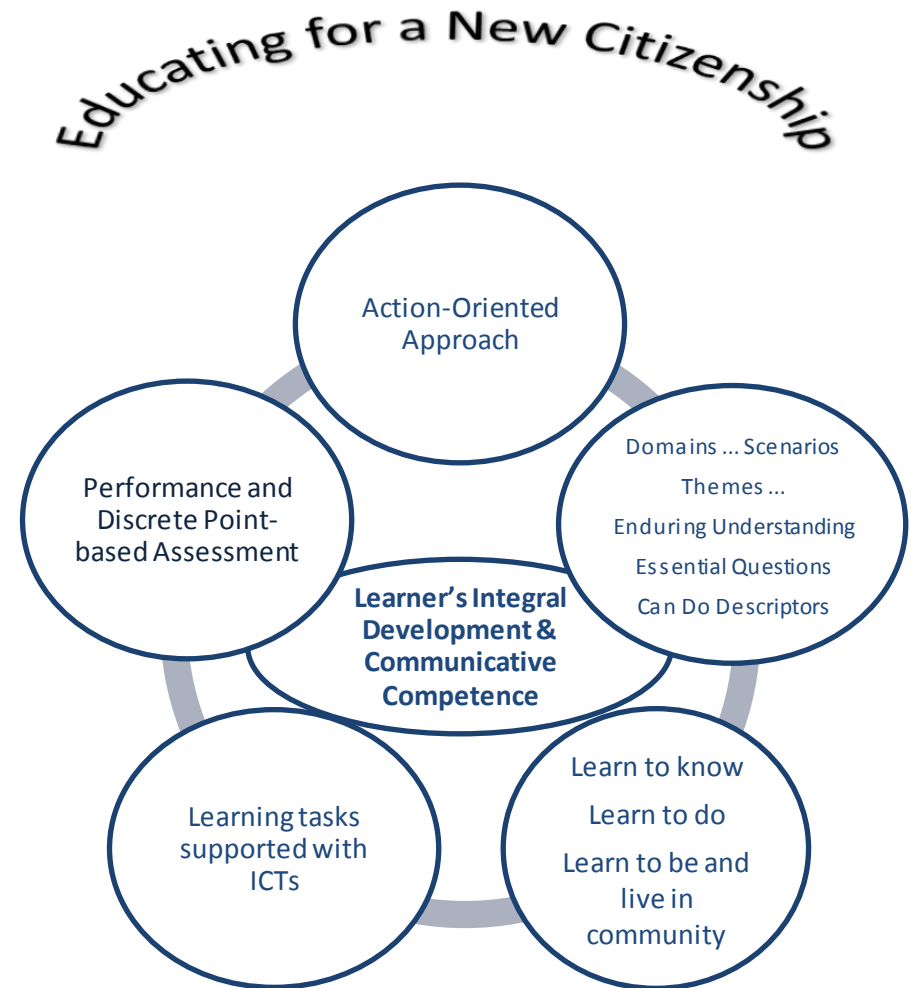 Educating for a New Citizenship
Action-Oriented
Approach
Domains ... Scenarios
Themes ...
Enduring Understanding
Essential Questions
Can Do Descriptors
Performance and
Discrete Point-
based Assessment
Learner's Integral
Development &
Communicative
Competence
Learn to know
Learn to do
Learn to be and
live in
community
Learning tasks
supported with
ICTs